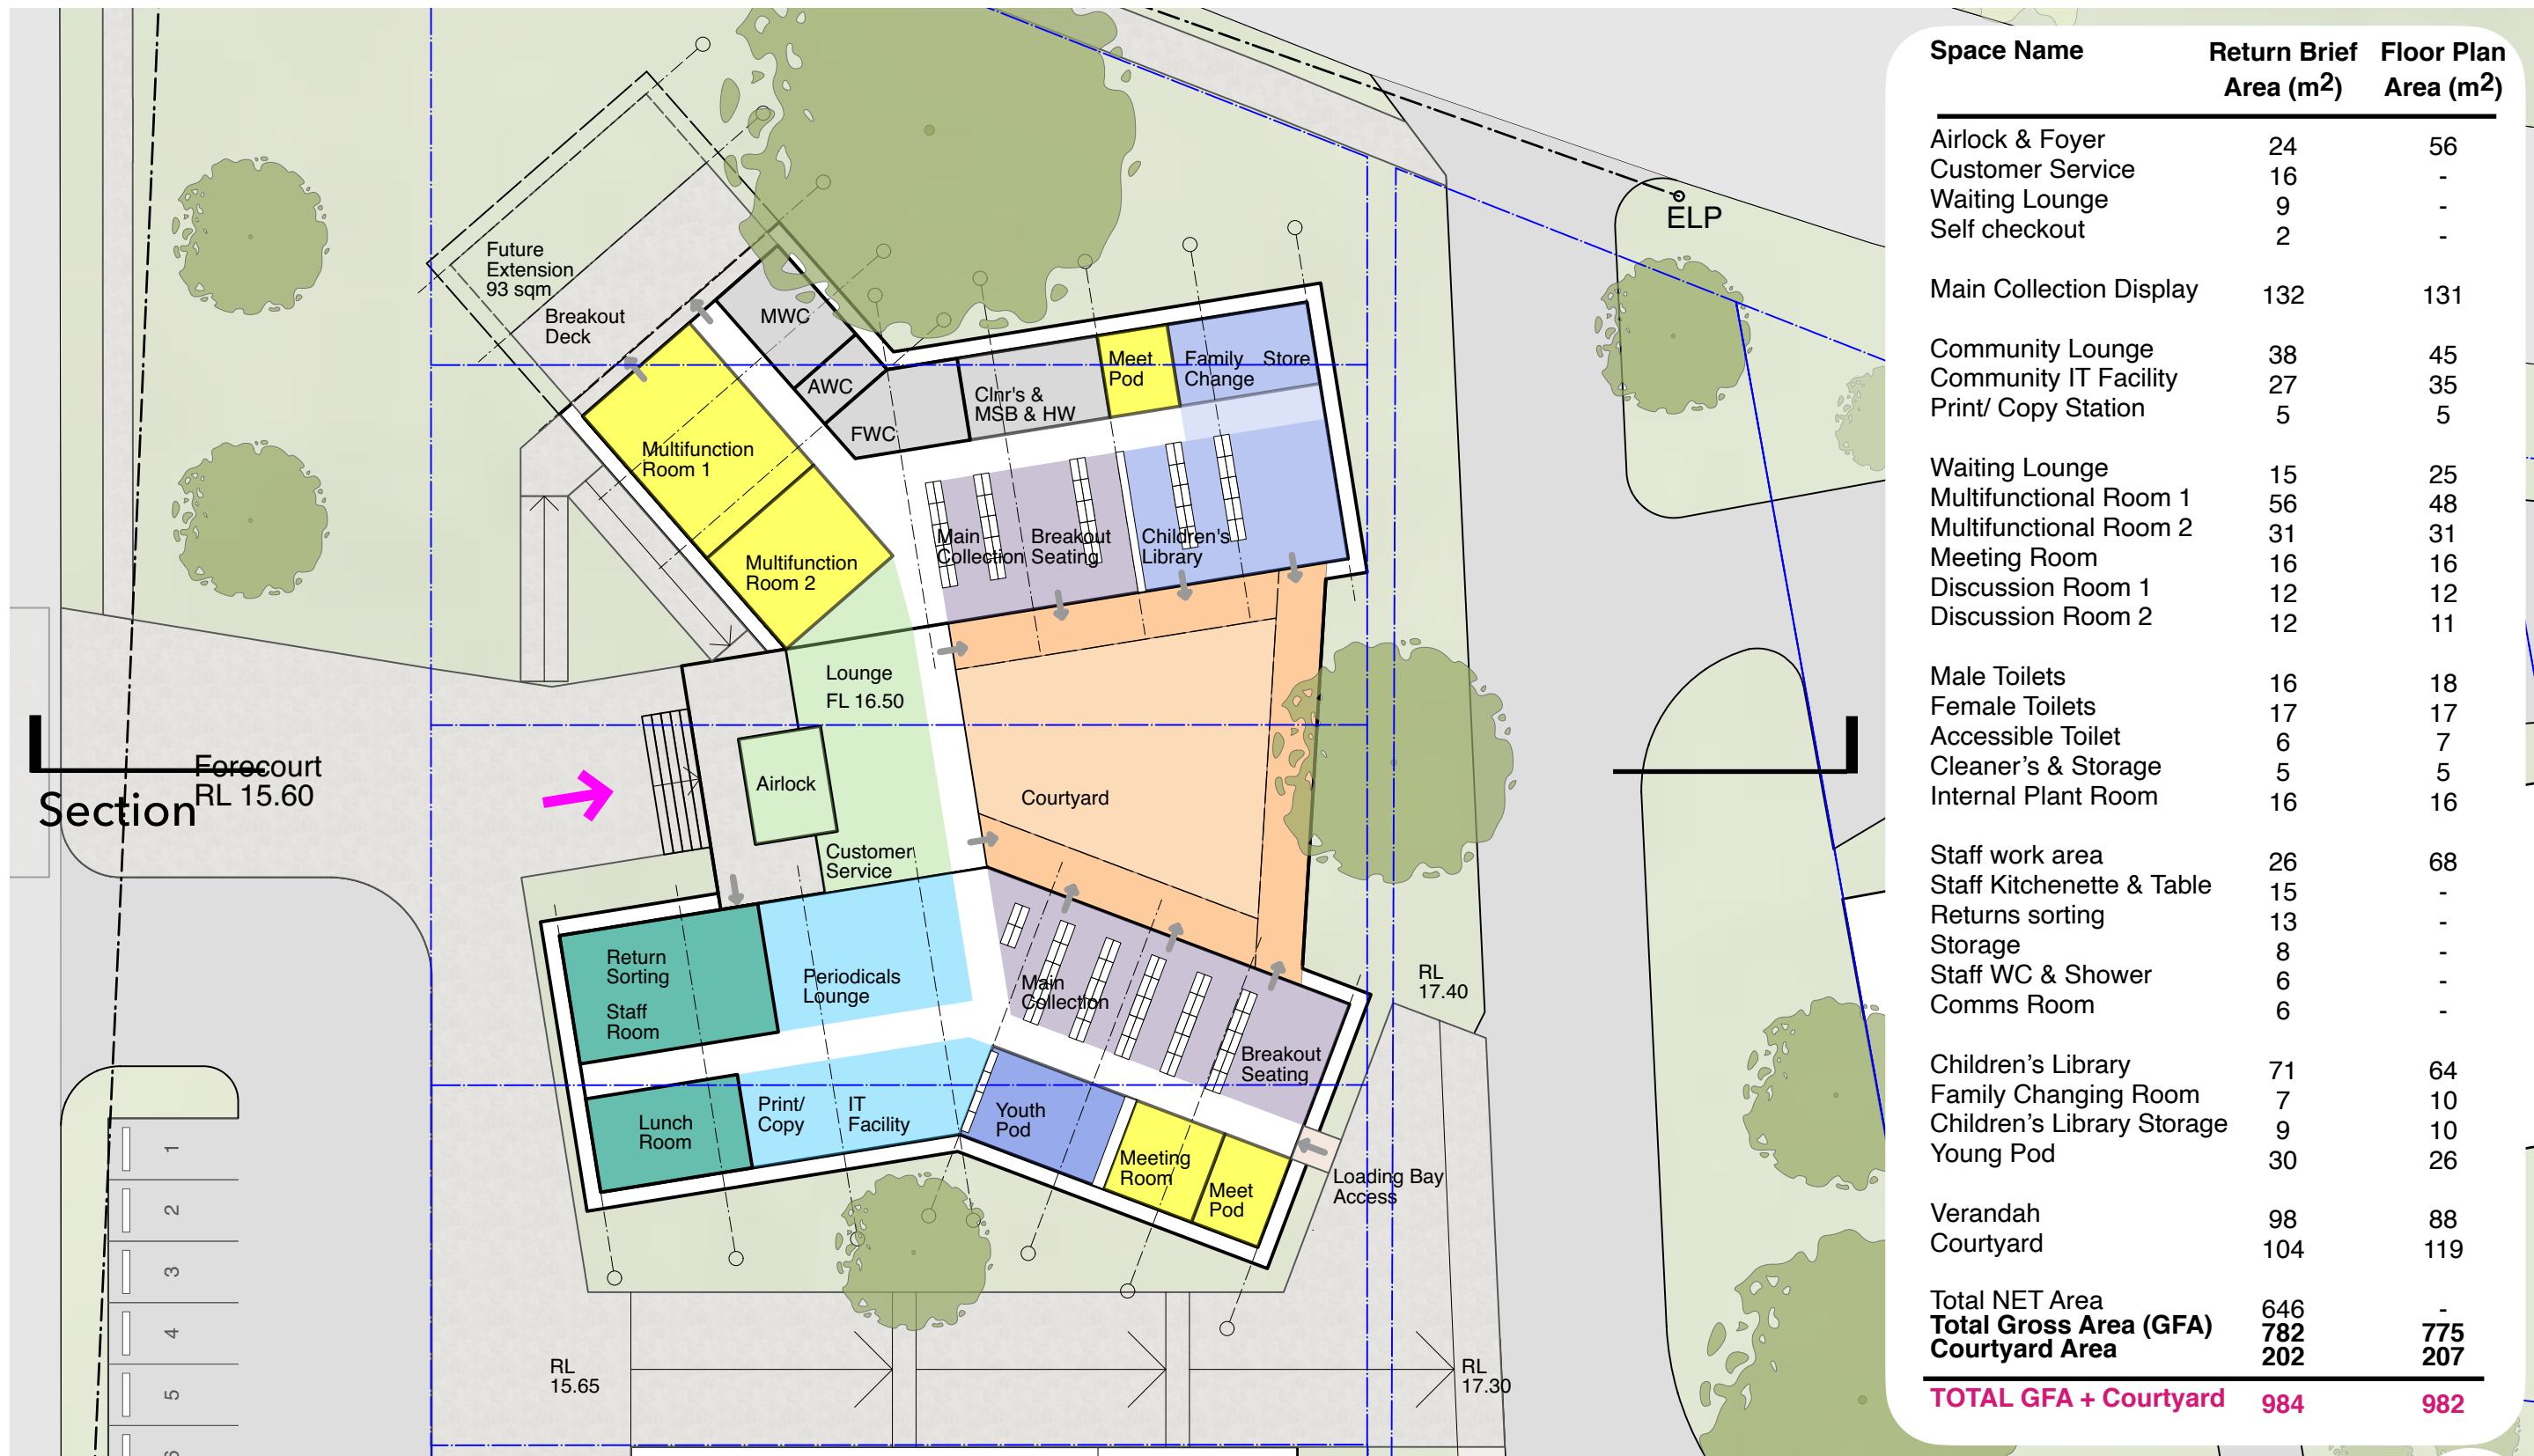 Future
Extension
93 sqm
Breakout
Deck
MWC
AWC
FWC
Clnr's &
MSB & HW
Meet
Pod
Family
Change
Store
Multifunction
Room 1
Multifunction
Room 2
Main
Collection
Breakout
Seating
Children's
Library
ELP
Lounge
FL 16.50
Airlock
Courtyard
Customer
Service
Forecourt
RL 15.60
Section
Return
Sorting
Staff
Room
Periodicals
Lounge
Main
Collection
Breakout
Seating
RL
17.40
Lunch
Room
Print/
Copy
IT
Facility
Youth
Pod
Meeting
Room
Meet
Pod
Loading Bay
Access
1
2
3
4
5
RL
15.65
RL
17.30
Space Name Return Brief Floor Plan
Area (m2) Area (m2)
Airlock & Foyer 24 56
Customer Service 16 -
Waiting Lounge 9 -
Self checkout 2 -
Main Collection Display 132 131
Community Lounge 38 45
Community IT Facility 27 35
Print/ Copy Station 5 5
Waiting Lounge 15 25
Multifunctional Room 1 56 48
Multifunctional Room 2 31 31
Meeting Room 16 16
Discussion Room 1 12 12
Discussion Room 2 12 11
Male Toilets 16 18
Female Toilets 17 17
Accessible Toilet 6 7
Cleaner's & Storage 5 5
Internal Plant Room 16 16
Staff work area 26 68
Staff Kitchenette & Table 15 -
Returns sorting 13 -
Storage 8 -
Staff WC & Shower 6 -
Comms Room 6 -
Children's Library 71 64
Family Changing Room 7 10
Children's Library Storage 9 10
Young Pod 30 26
Verandah 98 88
Courtyard 104 119
Total NET Area 646 -
Total Gross Area (GFA) 782 775
Courtyard Area 202 207
TOTAL GFA + Courtyard 984 982